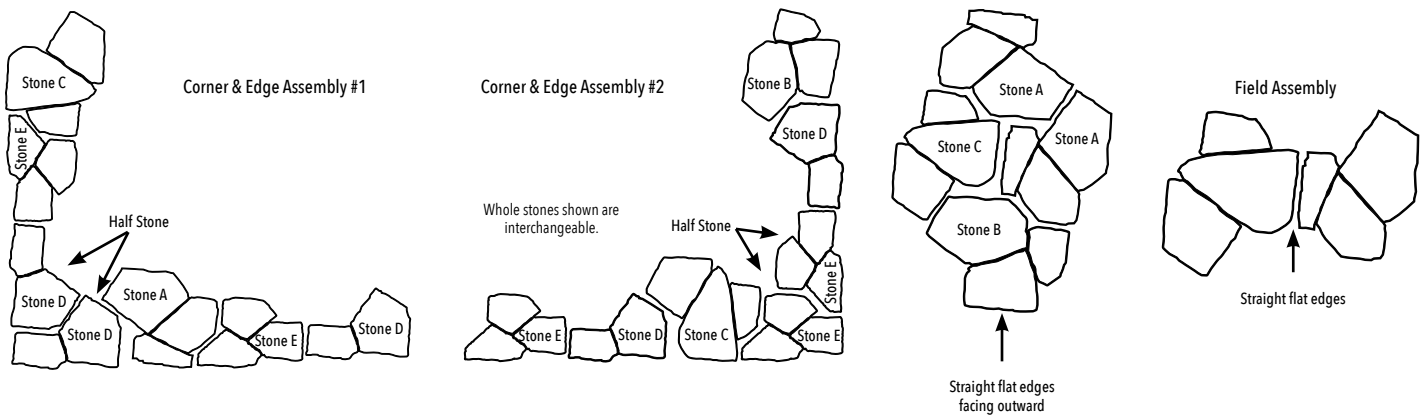 Corner & Edge Assembly #1
Stone C
Stone E
Half Stone
Stone D
Stone A
Stone D
Stone E
Stone D
Corner & Edge Assembly #2
Stone B
Stone D
Whole stones shown are
interchangeable.
Half Stone
Stone E
Stone E
Stone D
Stone C
Stone E
Stone A
Stone C
Stone A
Stone B
Straight flat edges
facing outward
Field Assembly
Straight flat edges